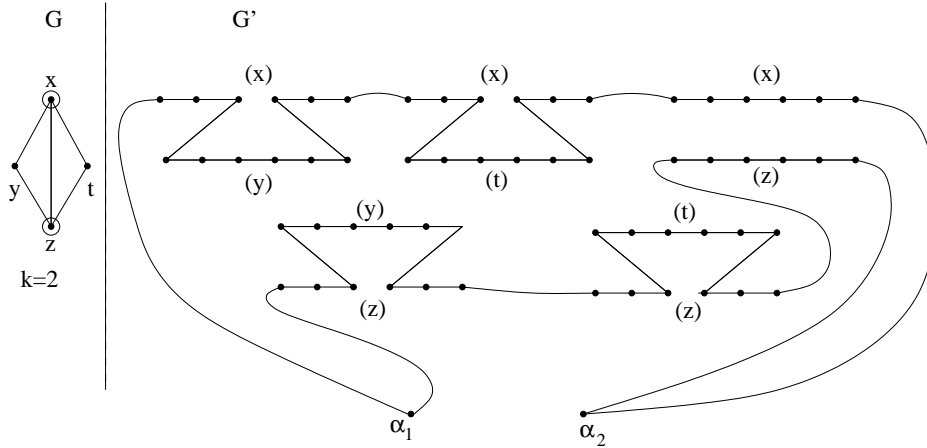 G G'
(x) (x) (x)
x
y t
(y) (t) (z)
(y) (t)
z
k=2
(z) (z)
α1 α2